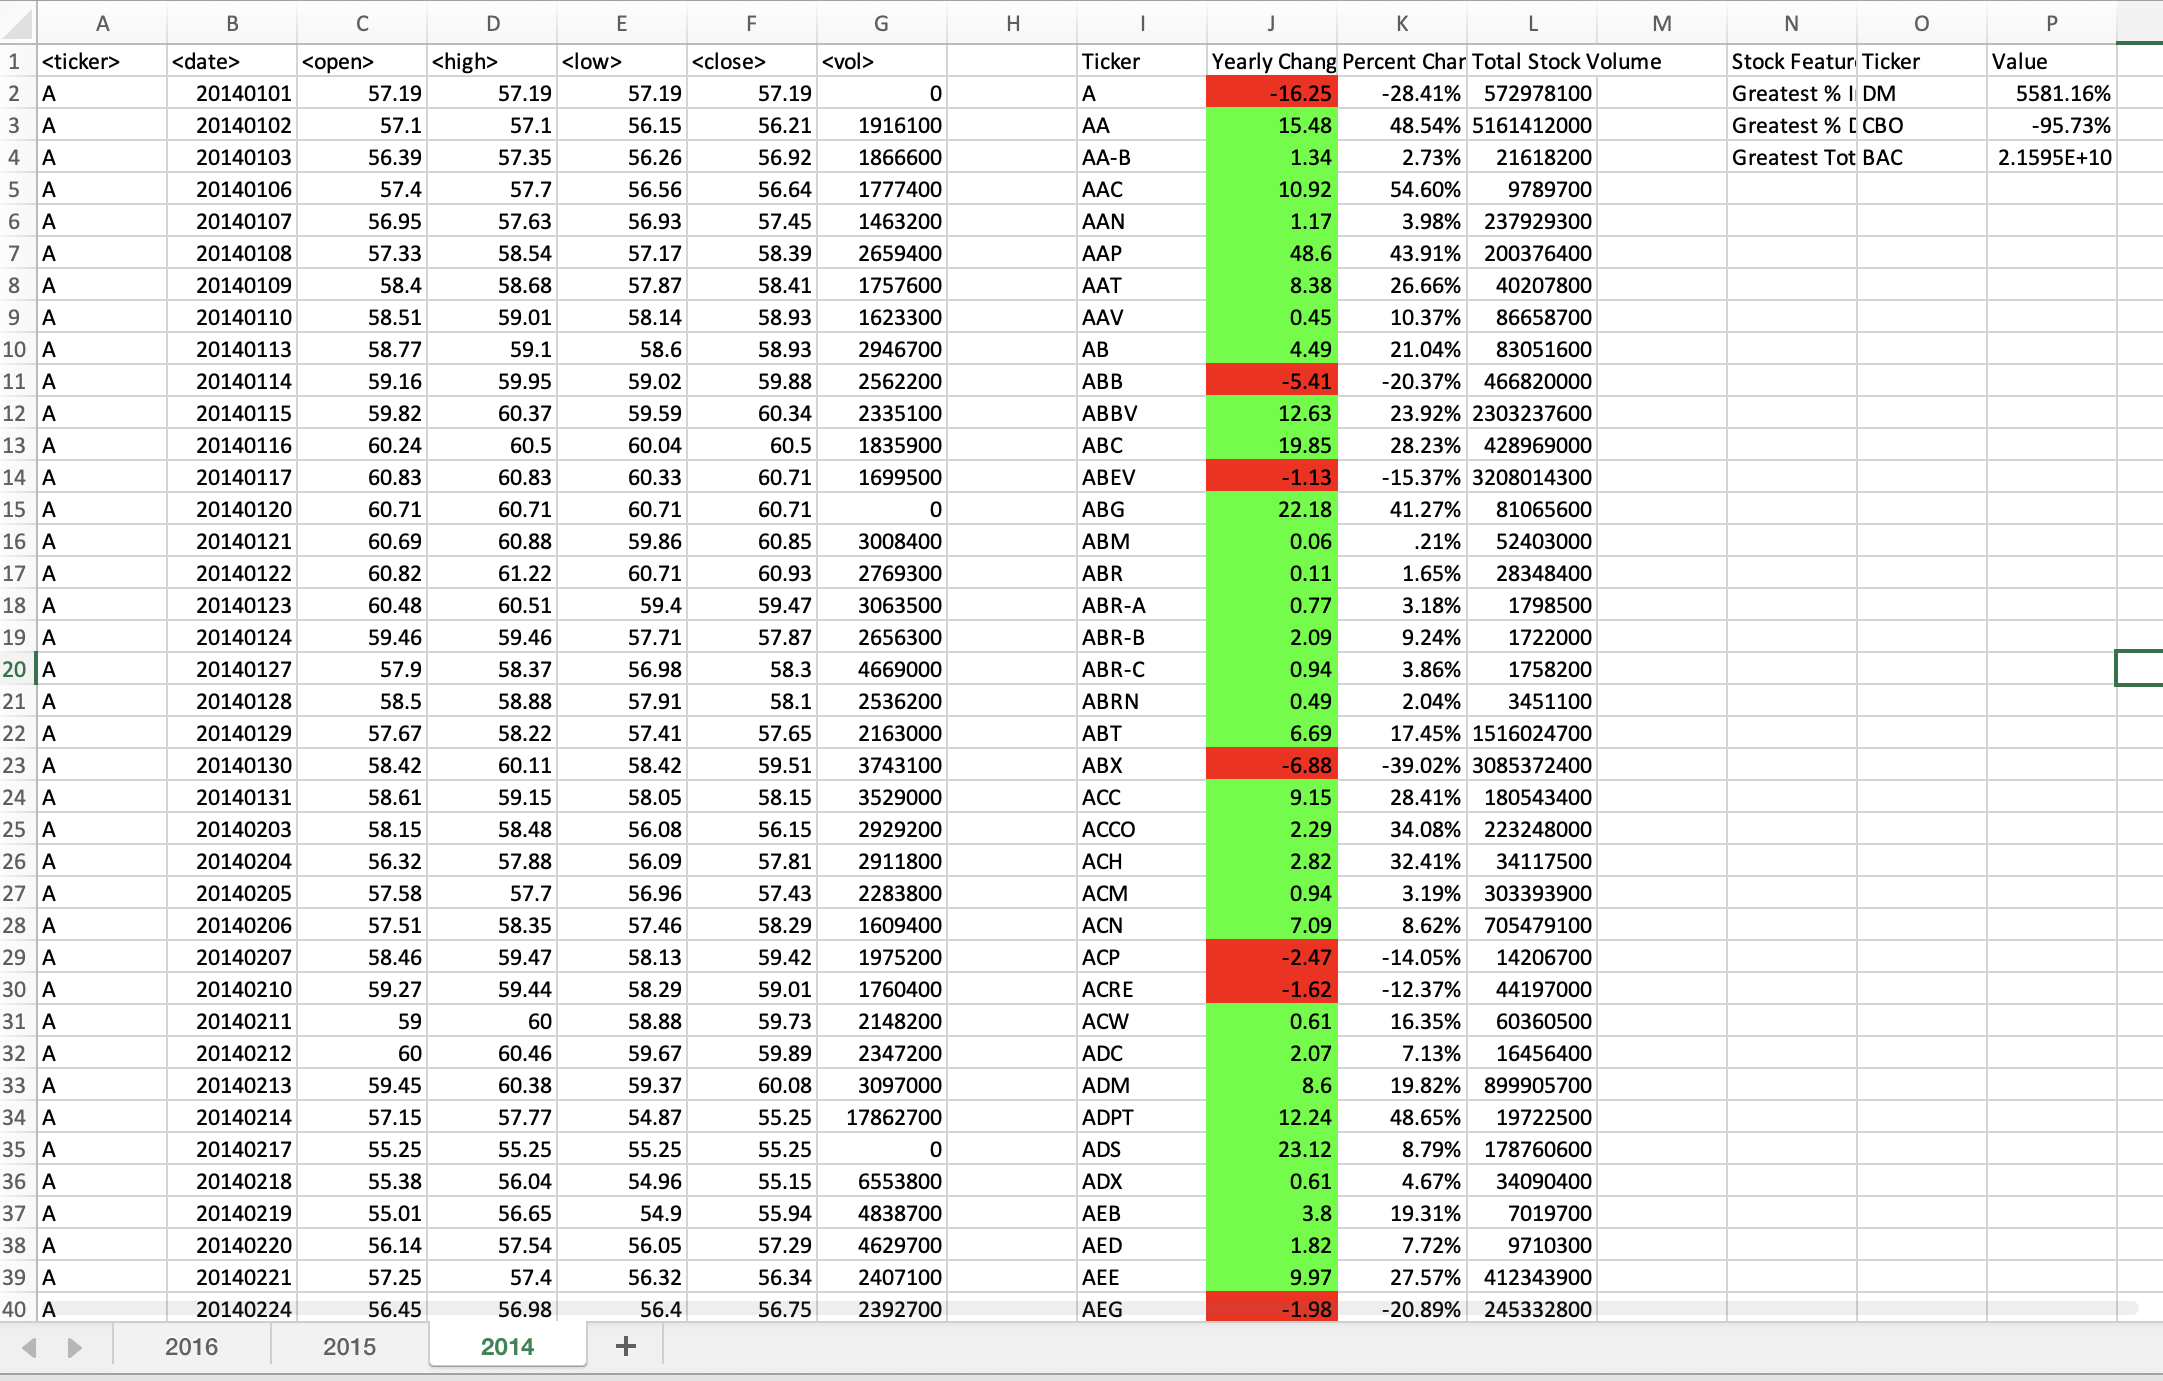 A B C D E F G H I J K L M N O P
1 <ticker> <date> <open> <high> <low> <close> <vol> Ticker Yearly Chang Percent Char Total Stock Volume Stock Featur Ticker Value
2 A 20140101 57.19 57.19 57.19 57.19 0 A -16.25 -28.41% 572978100 Greatest % I DM 5581.16%
3 A 20140102 57.1 57.1 56.15 56.21 1916100 AA 15.48 48.54% 5161412000 Greatest % D CBO -95.73%
4 A 20140103 56.39 57.35 56.26 56.92 1866600 AA-B 1.34 2.73% 21618200 Greatest Tot BAC 2.1595E+10
5 A 20140106 57.4 57.7 56.56 56.64 1777400 AAC 10.92 54.60% 9789700
6 A 20140107 56.95 57.63 56.93 57.45 1463200 AAN 1.17 3.98% 237929300
7 A 20140108 57.33 58.54 57.17 58.39 2659400 AAP 48.6 43.91% 200376400
8 A 20140109 58.4 58.68 57.87 58.41 1757600 AAT 8.38 26.66% 40207800
9 A 20140110 58.51 59.01 58.14 58.93 1623300 AAV 0.45 10.37% 86658700
10 A 20140113 58.77 59.1 58.6 58.93 2946700 AB 4.49 21.04% 83051600
11 A 20140114 59.16 59.95 59.02 59.88 2562200 ABB -5.41 -20.37% 466820000
12 A 20140115 59.82 60.37 59.59 60.34 2335100 ABBV 12.63 23.92% 2303237600
13 A 20140116 60.24 60.5 60.04 60.5 1835900 ABC 19.85 28.23% 428969000
14 A 20140117 60.83 60.83 60.33 60.71 1699500 ABEV -1.13 -15.37% 3208014300
15 A 20140120 60.71 60.71 60.71 60.71 0 ABG 22.18 41.27% 81065600
16 A 20140121 60.69 60.88 59.86 60.85 3008400 ABM 0.06 .21% 52403000
17 A 20140122 60.82 61.22 60.71 60.93 2769300 ABR 0.11 1.65% 28348400
18 A 20140123 60.48 60.51 59.4 59.47 3063500 ABR-A 0.77 3.18% 1798500
19 A 20140124 59.46 59.46 57.71 57.87 2656300 ABR-B 2.09 9.24% 1722000
20 A 20140127 57.9 58.37 56.98 58.3 4669000 ABR-C 0.94 3.86% 1758200
21 A 20140128 58.5 58.88 57.91 58.1 2536200 ABRN 0.49 2.04% 3451100
22 A 20140129 57.67 58.22 57.41 57.65 2163000 ABT 6.69 17.45% 1516024700
23 A 20140130 58.42 60.11 58.42 59.51 3743100 ABX -6.88 -39.02% 3085372400
24 A 20140131 58.61 59.15 58.05 58.15 3529000 ACC 9.15 28.41% 180543400
25 A 20140203 58.15 58.48 56.08 56.15 2929200 ACCO 2.29 34.08% 223248000
26 A 20140204 56.32 57.88 56.09 57.81 2911800 ACH 2.82 32.41% 34117500
27 A 20140205 57.58 57.7 56.96 57.43 2283800 ACM 0.94 3.19% 303393900
28 A 20140206 57.51 58.35 57.46 58.29 1609400 ACN 7.09 8.62% 705479100
29 A 20140207 58.46 59.47 58.13 59.42 1975200 ACP -2.47 -14.05% 14206700
30 A 20140210 59.27 59.44 58.29 59.01 1760400 ACRE -1.62 -12.37% 44197000
31 A 20140211 59 60 58.88 59.73 2148200 ACW 0.61 16.35% 60360500
32 A 20140212 60 60.46 59.67 59.89 2347200 ADC 2.07 7.13% 16456400
33 A 20140213 59.45 60.38 59.37 60.08 3097000 ADM 8.6 19.82% 899905700
34 A 20140214 57.15 57.77 54.87 55.25 17862700 ADPT 12.24 48.65% 19722500
35 A 20140217 55.25 55.25 55.25 55.25 0 ADS 23.12 8.79% 178760600
36 A 20140218 55.38 56.04 54.96 55.15 6553800 ADX 0.61 4.67% 34090400
37 A 20140219 55.01 56.65 54.9 55.94 4838700 AEB 3.8 19.31% 7019700
38 A 20140220 56.14 57.54 56.05 57.29 4629700 AED 1.82 7.72% 9710300
39 A 20140221 57.25 57.4 56.32 56.34 2407100 AEE 9.97 27.57% 412343900
40 A 20140224 56.45 56.98 56.4 56.75 2392700 AEG -1.98 -20.89% 245332800
2016 2015 2014 +